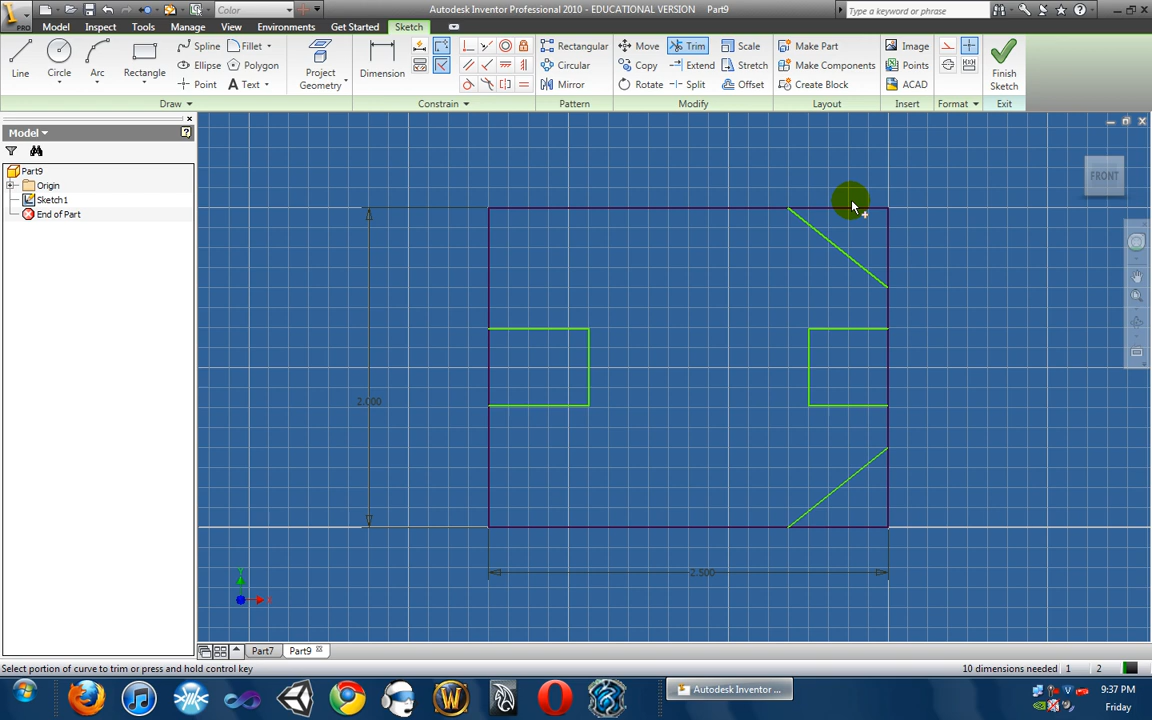 PRO
Color
Autodesk Inventor Professional 2010 - EDUCATIONAL VERSION Part9
Type a keyword or phrase
Model Inspect Tools Manage View Environments Get Started Sketch
Line Circle Arc Rectangle
Spline Fillet
Ellipse Polygon
Point Text
Project Geometry
Dimension
Rectangular
Circular
Mirror
Move Trim Scale
Copy Extend Stretch
Rotate Split Offset
Make Part
Make Components
Create Block
Image
Points
ACAD
Finish Sketch
Draw Constrain Pattern Modify Layout Insert Format Exit
Model
Part9
Origin
Sketch1
End of Part
FRONT
2.000
2.500
Y
X
Part7 Part9
Select portion of curve to trim or press and hold control key
10 dimensions needed 1 2
Autodesk Inventor ...
9:37 PM
Friday